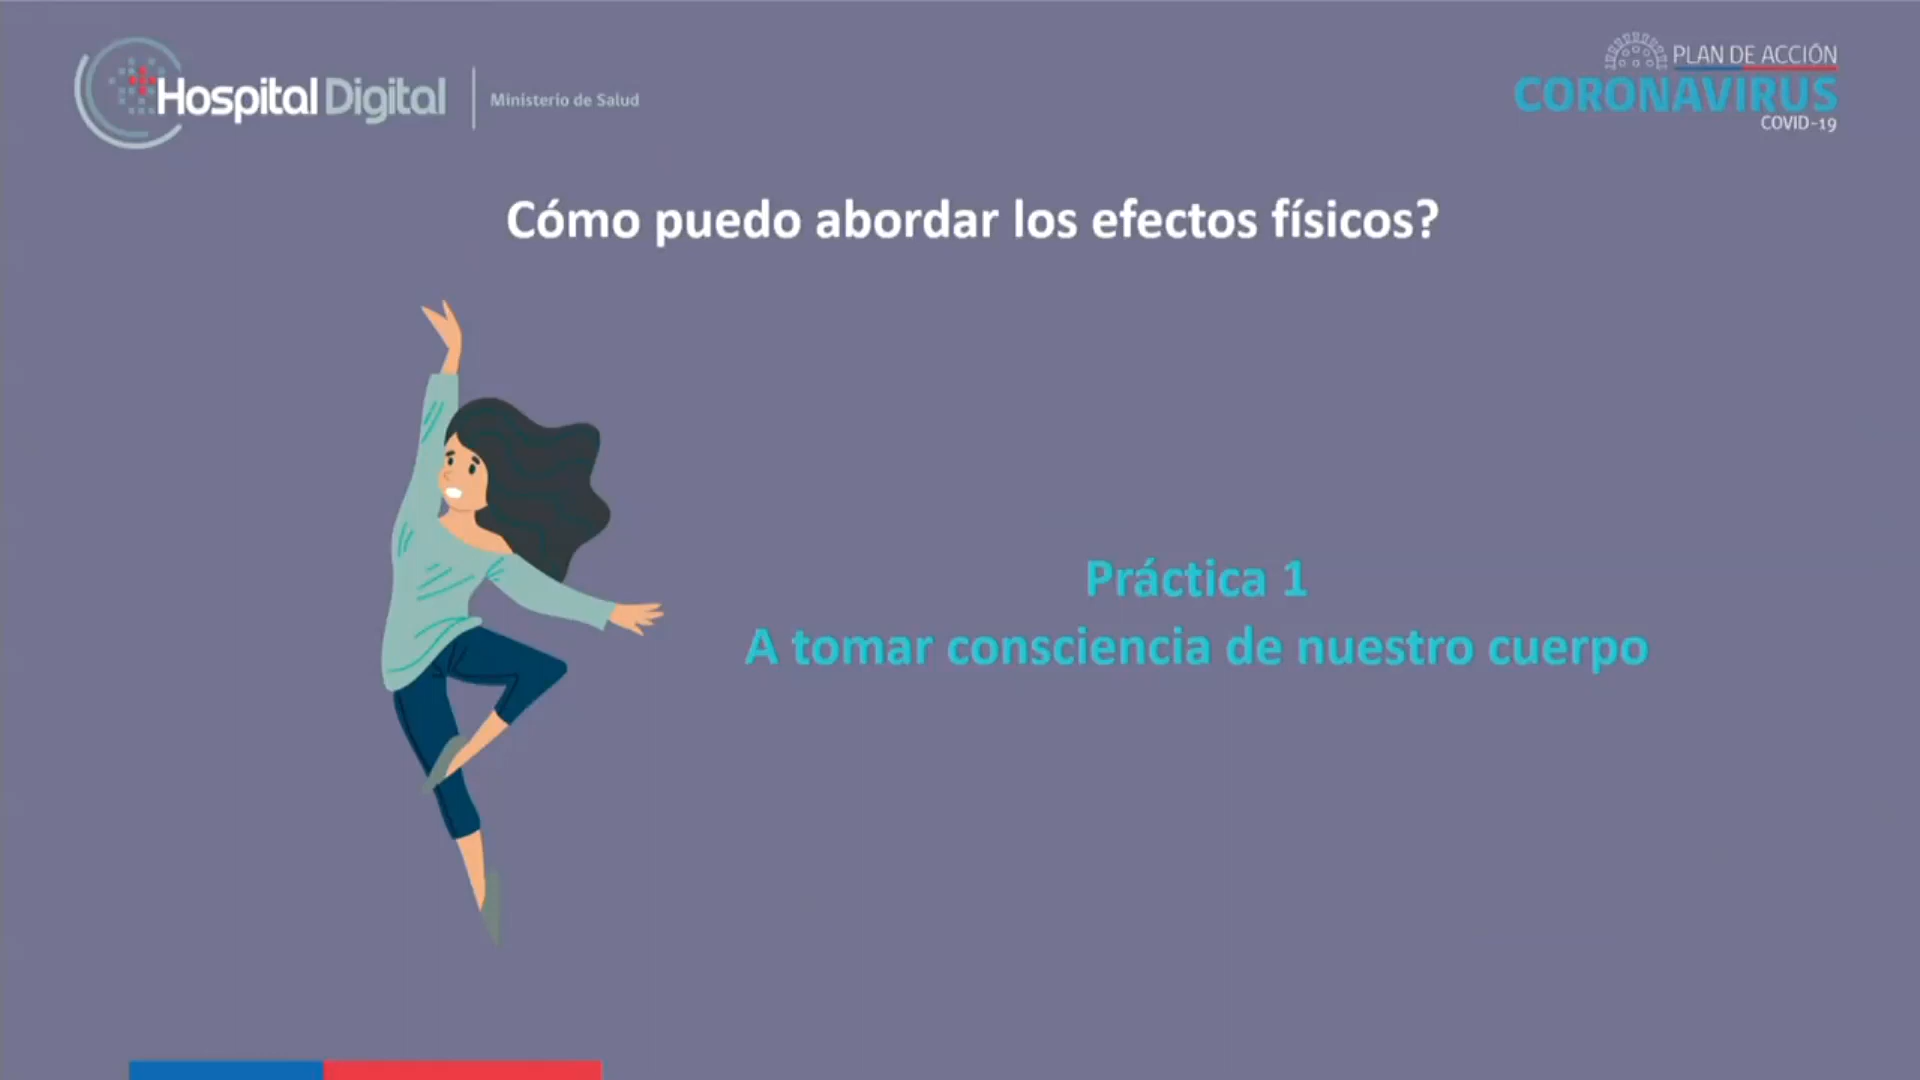 Hospital Digital
Ministerio de Salud
PLAN DE ACCIÓN
CORONAVIRUS
COVID-19
Cómo puedo abordar los efectos físicos?
Práctica 1
A tomar consciencia de nuestro cuerpo